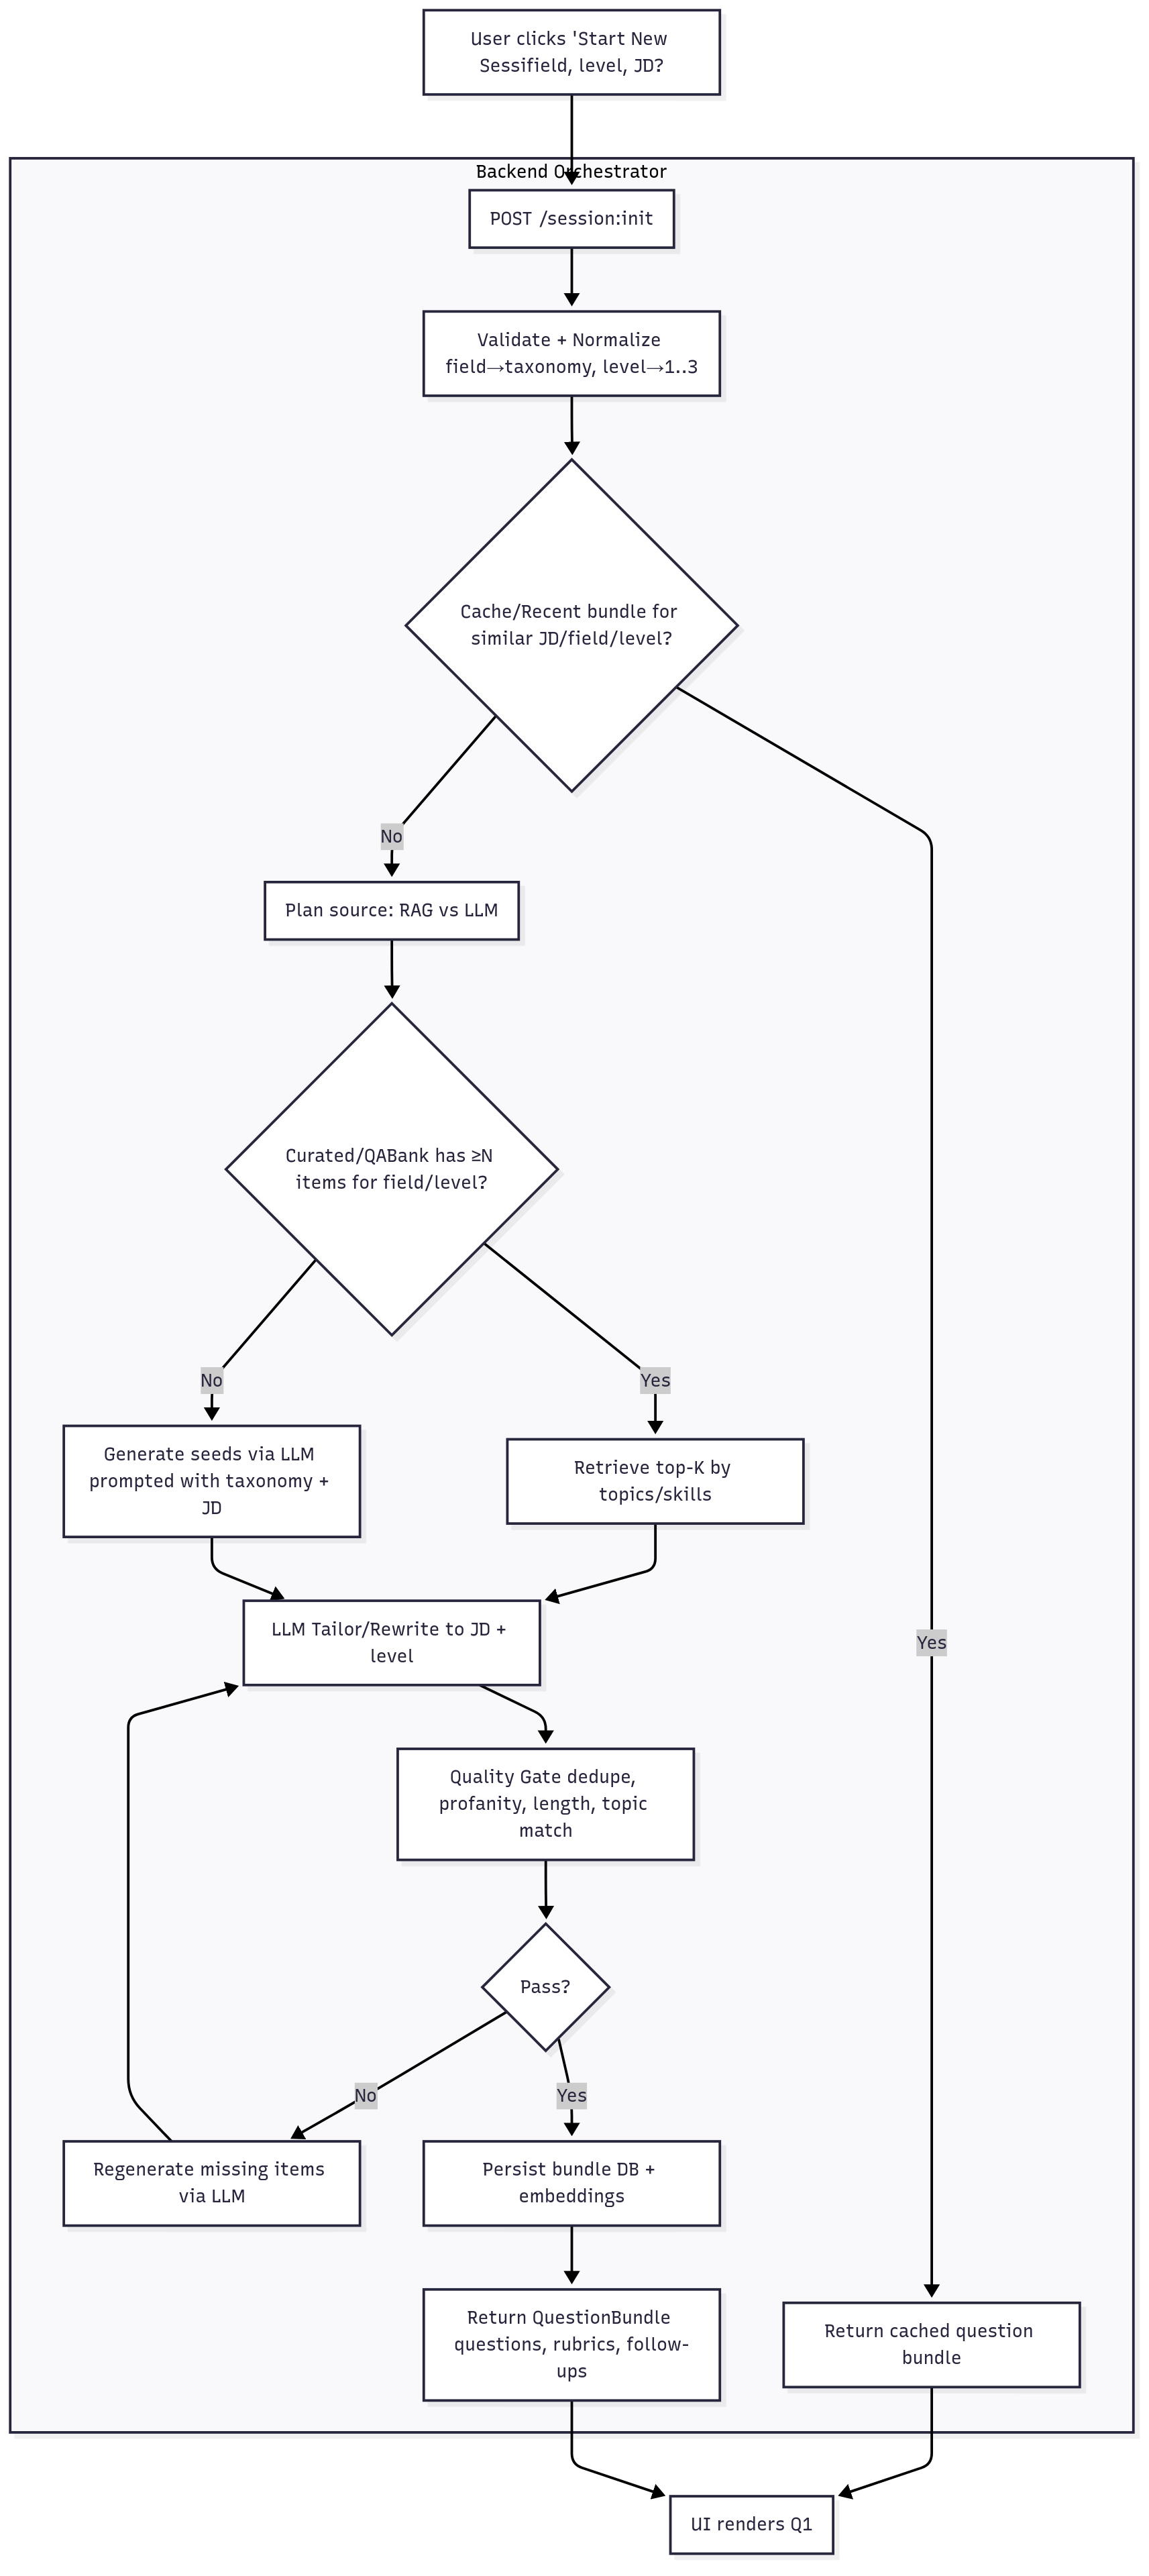 User clicks 'Start New
Sessifield, level, JD?
Backend Orchestrator
POST /session:init
Validate + Normalize
field→taxonomy, level→1..3
Cache/Recent bundle for
similar JD/field/level?
No
Plan source: RAG vs LLM
Curated/QABank has ≥N
items for field/level?
No
Yes
Generate seeds via LLM
prompted with taxonomy +
JD
Retrieve top-K by
topics/skills
LLM Tailor/Rewrite to JD +
level
Yes
Quality Gate dedupe,
profanity, length, topic
match
Pass?
No
Yes
Regenerate missing items
via LLM
Persist bundle DB +
embeddings
Return QuestionBundle
questions, rubrics, follow-
ups
Return cached question
bundle
UI renders Q1